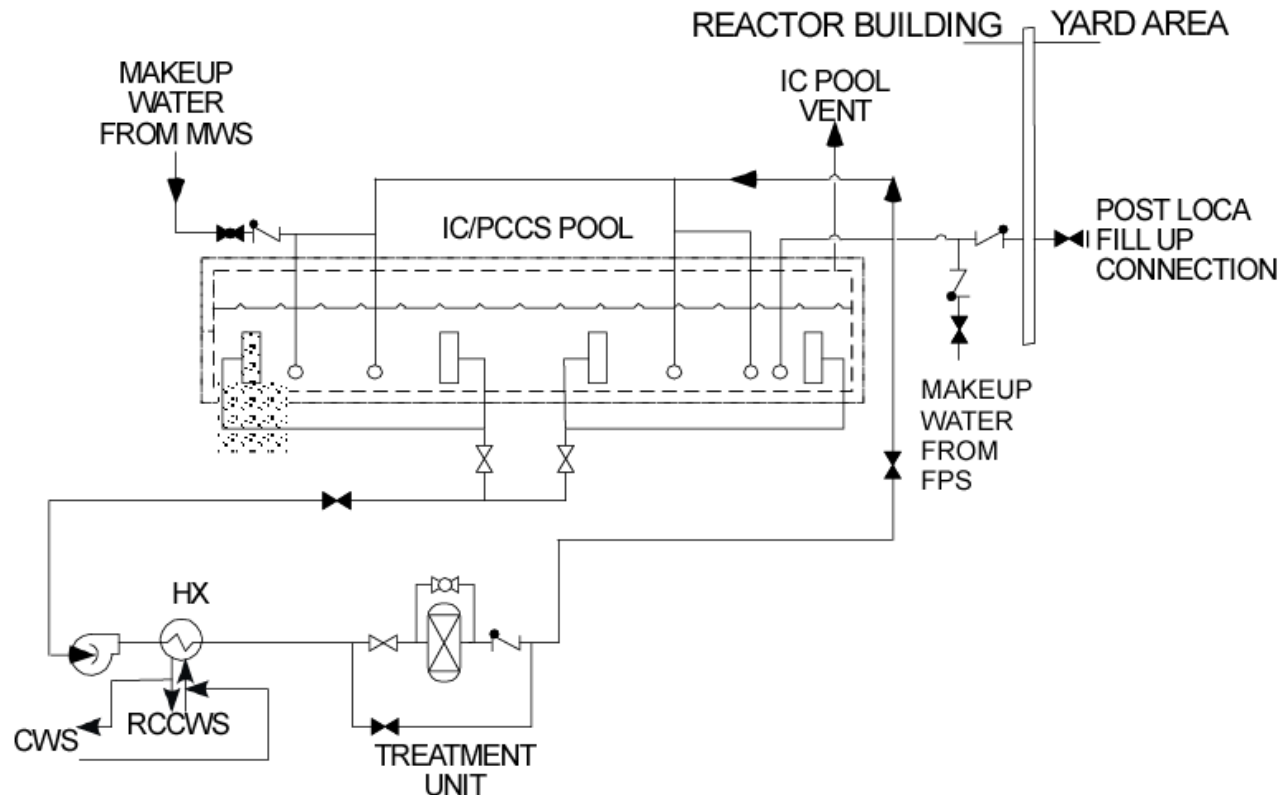 REACTOR BUILDING
YARD AREA
MAKEUP
WATER
FROM MWS
IC POOL
VENT
IC/PCCS POOL
POST LOCA
FILL UP
CONNECTION
MAKEUP
WATER
FROM
FPS
HX
CWS
RCCWS
TREATMENT
UNIT